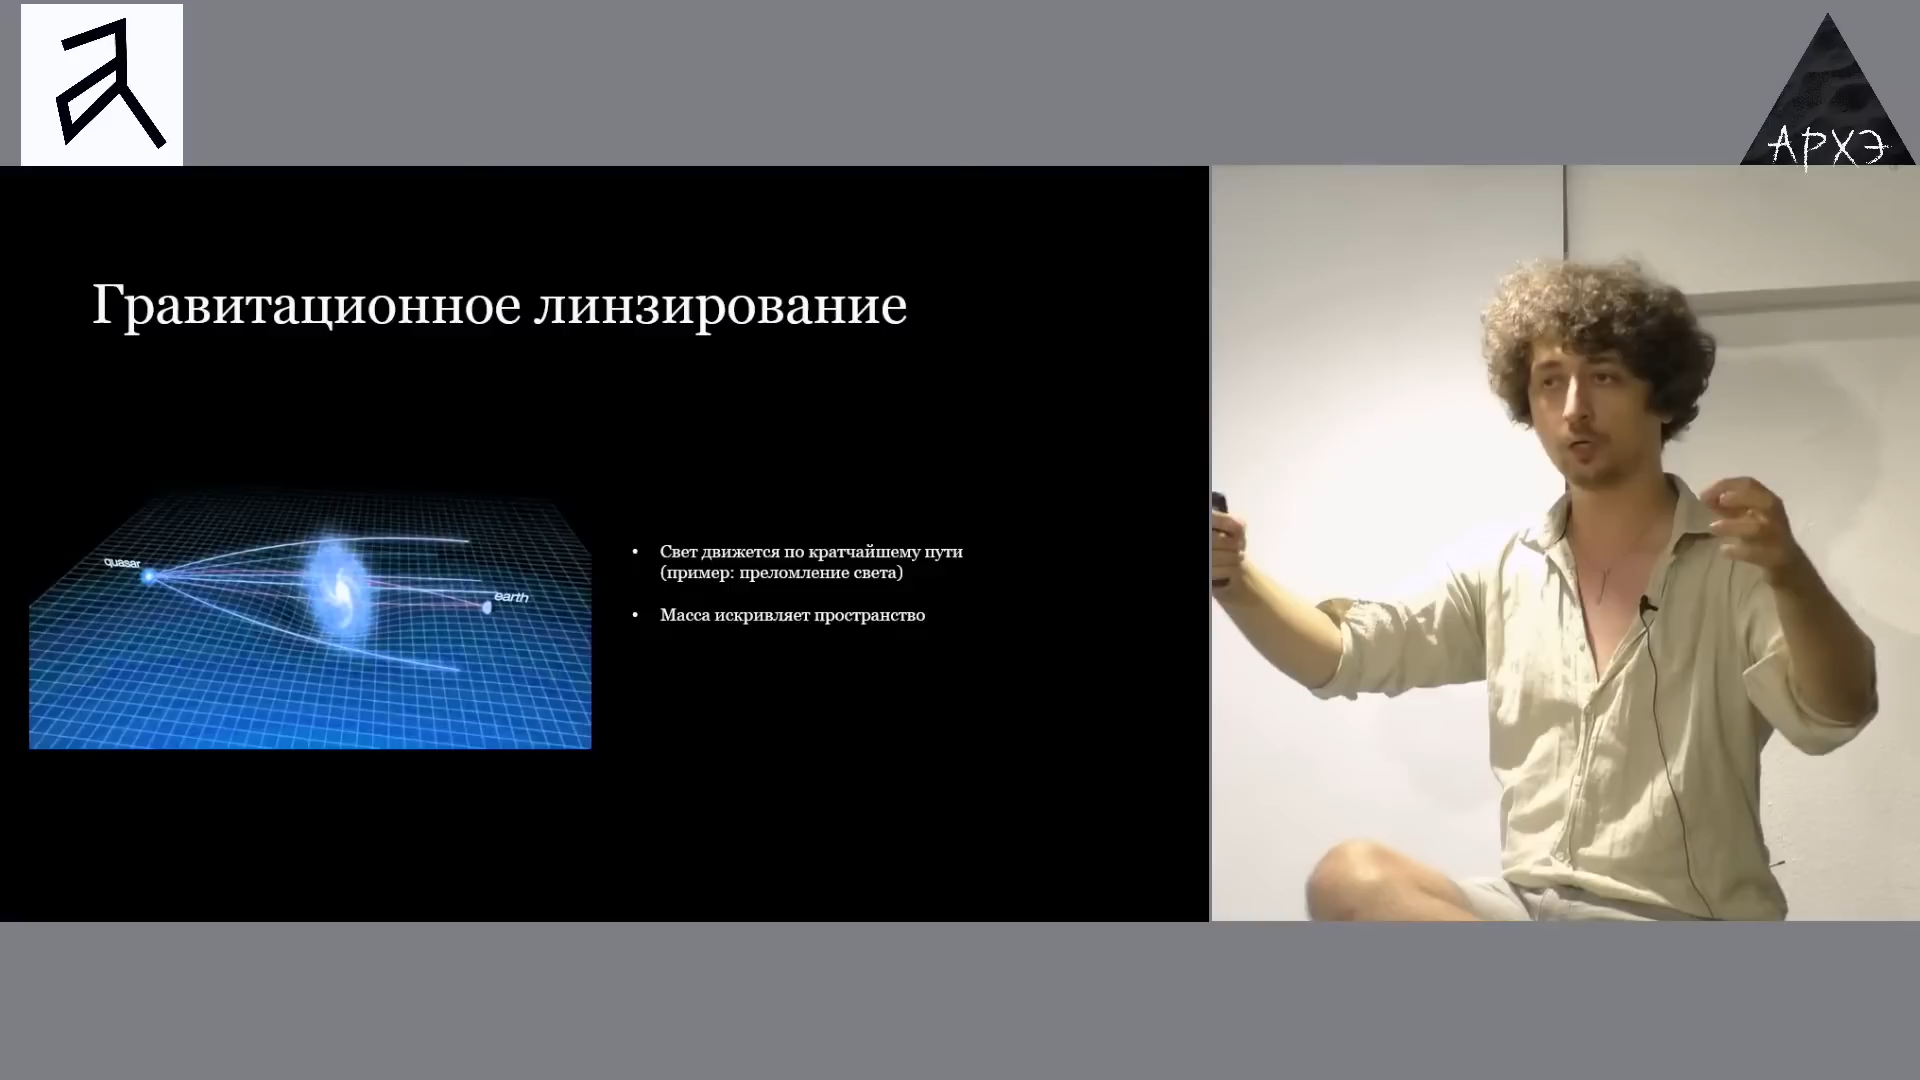 АРХЭ
Гравитационное линзирование
quasar
earth
• Свет движется по кратчайшему пути
(пример: преломление света)
• Масса искривляет пространство